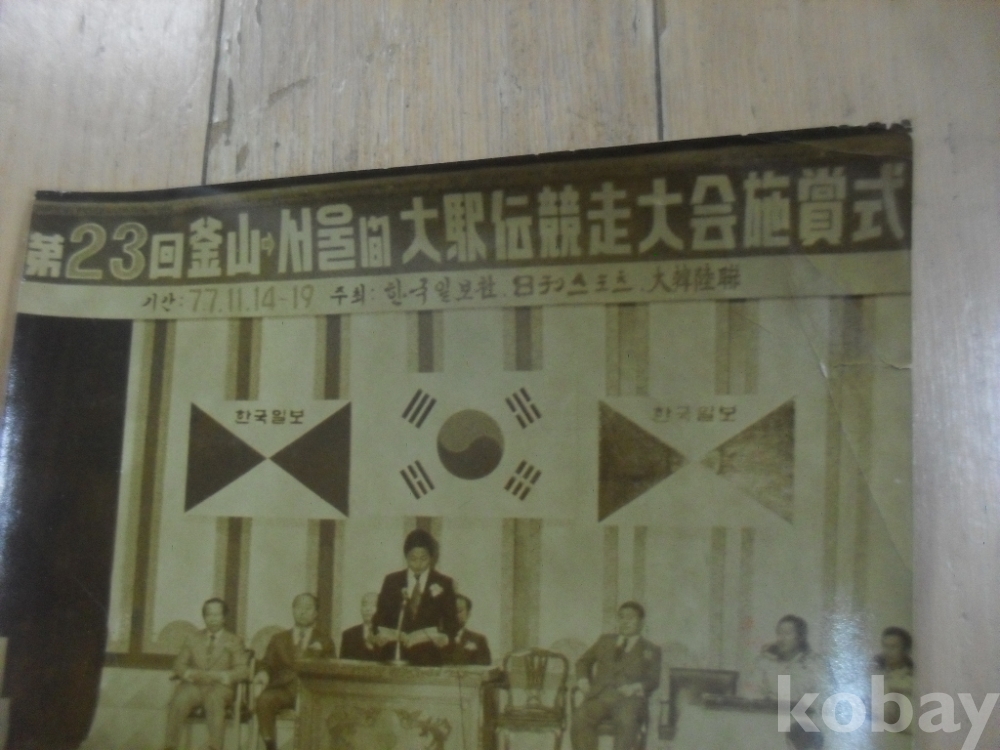 第23回 釜山→서울間 大駅伝競走大会施賞式
기간:77.11.14~19 주최:한국일보社. 日刊스포츠. 大韓陸聯
한국일보
한국일보
kobay